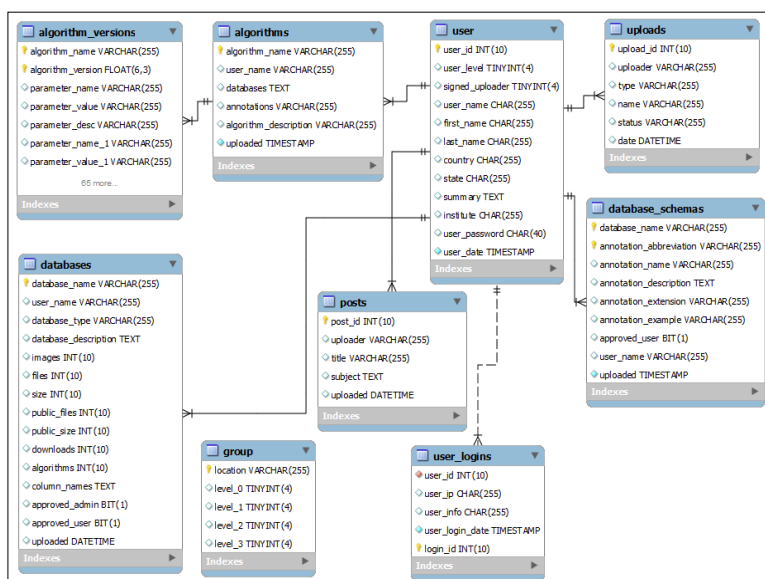 algorithm_versions
algorithm_name VARCHAR(255)
algorithm_version FLOAT(6,3)
parameter_name VARCHAR(255)
parameter_value VARCHAR(255)
parameter_desc VARCHAR(255)
parameter_name_1 VARCHAR(255)
parameter_value_1 VARCHAR(255)
65 more...
Indexes
algorithms
algorithm_name VARCHAR(255)
user_name VARCHAR(255)
databases TEXT
annotations VARCHAR(255)
algorithm_description VARCHAR(255)
uploaded TIMESTAMP
Indexes
user
user_id INT(10)
user_level TINYINT(4)
signed_uploader TINYINT(4)
user_name CHAR(255)
first_name CHAR(255)
last_name CHAR(255)
country CHAR(255)
state CHAR(255)
summary TEXT
institute CHAR(255)
user_password CHAR(40)
user_date TIMESTAMP
Indexes
uploads
upload_id INT(10)
uploader VARCHAR(255)
type VARCHAR(255)
name VARCHAR(255)
status VARCHAR(255)
date DATETIME
Indexes
database_schemas
database_name VARCHAR(255)
annotation_abbreviation VARCHAR(255)
annotation_name VARCHAR(255)
annotation_description TEXT
annotation_extension VARCHAR(255)
annotation_example VARCHAR(255)
approved_user BIT(1)
user_name VARCHAR(255)
uploaded TIMESTAMP
Indexes
databases
database_name VARCHAR(255)
user_name VARCHAR(255)
database_type VARCHAR(255)
database_description TEXT
images INT(10)
files INT(10)
size INT(10)
public_files INT(10)
public_size INT(10)
downloads INT(10)
algorithms INT(10)
column_names TEXT
approved_admin BIT(1)
approved_user BIT(1)
uploaded DATETIME
Indexes
posts
post_id INT(10)
uploader VARCHAR(255)
title VARCHAR(255)
subject TEXT
uploaded DATETIME
Indexes
group
location VARCHAR(255)
level_0 TINYINT(4)
level_1 TINYINT(4)
level_2 TINYINT(4)
level_3 TINYINT(4)
Indexes
user_logins
user_id INT(10)
user_ip CHAR(255)
user_info CHAR(255)
user_login_date TIMESTAMP
login_id INT(10)
Indexes